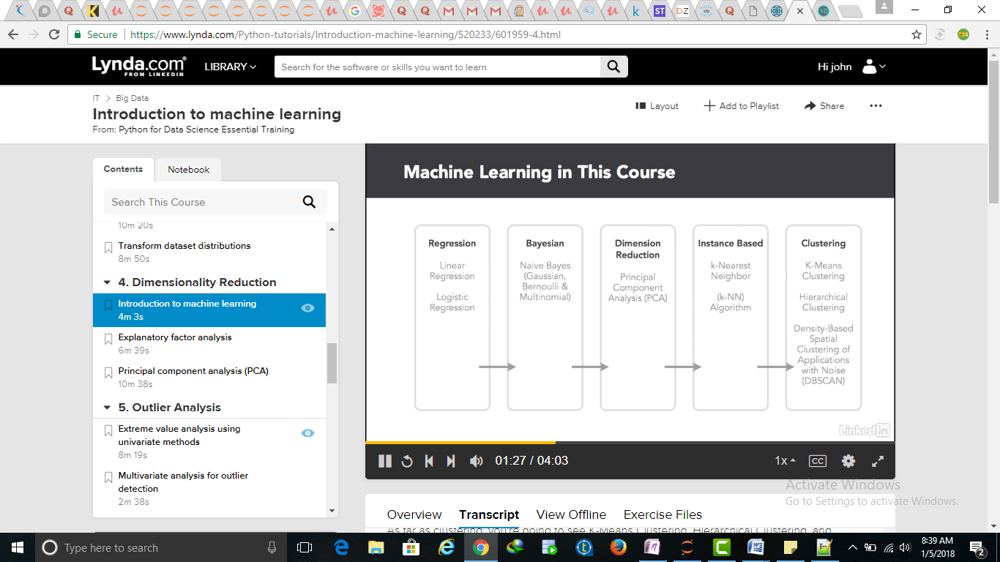 Secure
https://www.lynda.com/Python-tutorials/Introduction-machine-learning/520233/601959-4.html
Lynda.com
FROM LINKEDIN
LIBRARY
Search for the software or skills you want to learn
Hi john
IT > Big Data
Introduction to machine learning
From: Python for Data Science Essential Training
Layout
Add to Playlist
Share
Contents
Notebook
Search This Course
10m 20s
Transform dataset distributions
8m 50s
4. Dimensionality Reduction
Introduction to machine learning
4m 3s
Explanatory factor analysis
6m 39s
Principal component analysis (PCA)
10m 38s
5. Outlier Analysis
Extreme value analysis using
univariate methods
8m 19s
Multivariate analysis for outlier
detection
2m 38s
Machine Learning in This Course
Regression
Linear
Regression
Logistic
Regression
Bayesian
Naive Bayes
(Gaussian,
Bernoulli &
Multinomial)
Dimension
Reduction
Principal
Component
Analysis (PCA)
Instance Based
k-Nearest
Neighbor
(k-NN)
Algorithm
Clustering
K-Means
Clustering
Hierarchical
Clustering
Density-Based
Spatial
Clustering of
Applications
with Noise
(DBSCAN)
LinkedIn
01:27 / 04:03
1x
CC
Activate Windows
Go to Settings to activate Windows.
Overview
Transcript
View Offline
Exercise Files
As far as clustering, you're going to see K-Means Clustering, Hierarchical Clustering, and
Type here to search
8:39 AM
1/5/2018
2